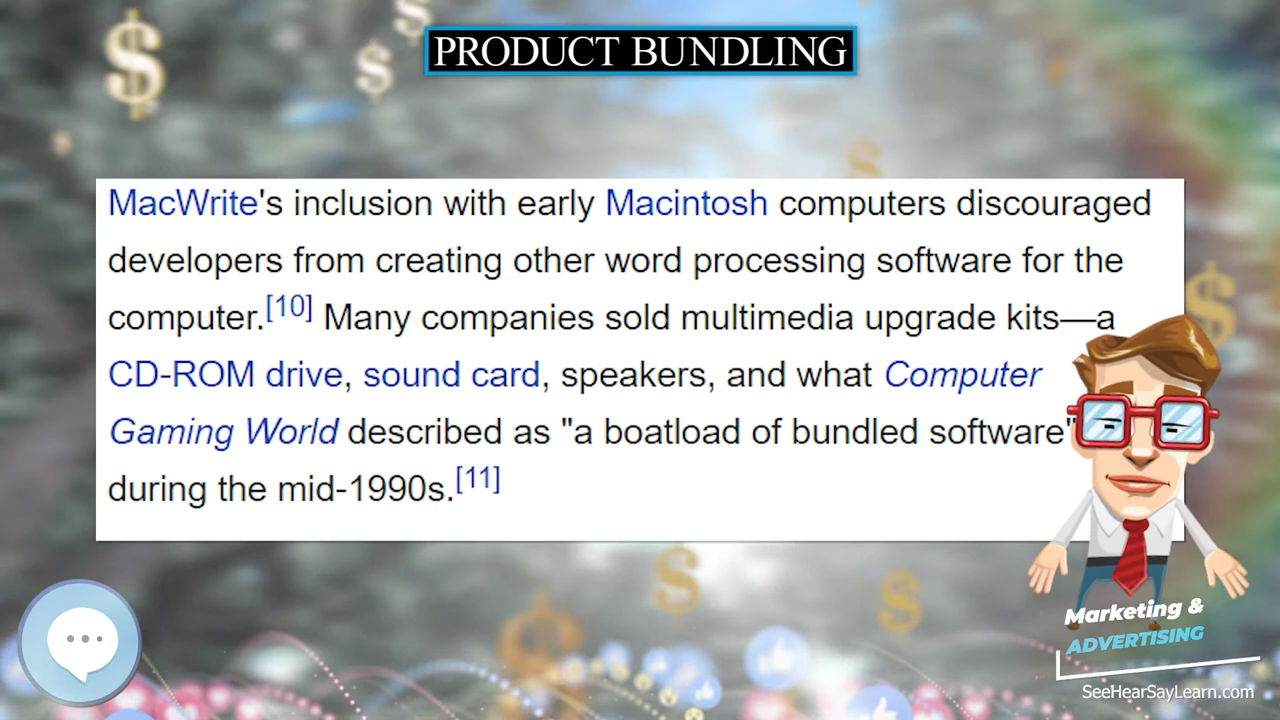 PRODUCT BUNDLING
MacWrite's inclusion with early Macintosh computers discouraged
developers from creating other word processing software for the
computer.[10] Many companies sold multimedia upgrade kits—a
CD-ROM drive, sound card, speakers, and what Computer
Gaming World described as "a boatload of bundled software"
during the mid-1990s.[11]
Marketing &
ADVERTISING
SeeHearSayLearn.com